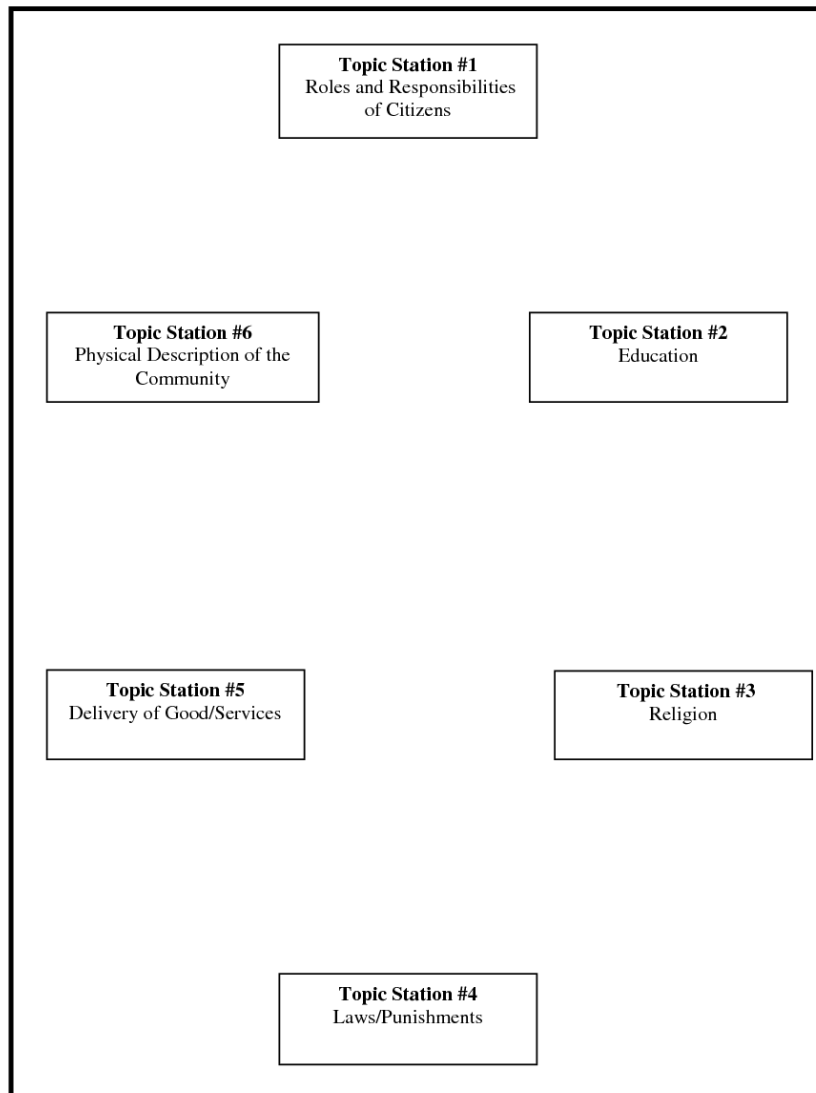 Topic Station #1
Roles and Responsibilities
of Citizens
Topic Station #6
Physical Description of the
Community
Topic Station #2
Education
Topic Station #5
Delivery of Good/Services
Topic Station #3
Religion
Topic Station #4
Laws/Punishments